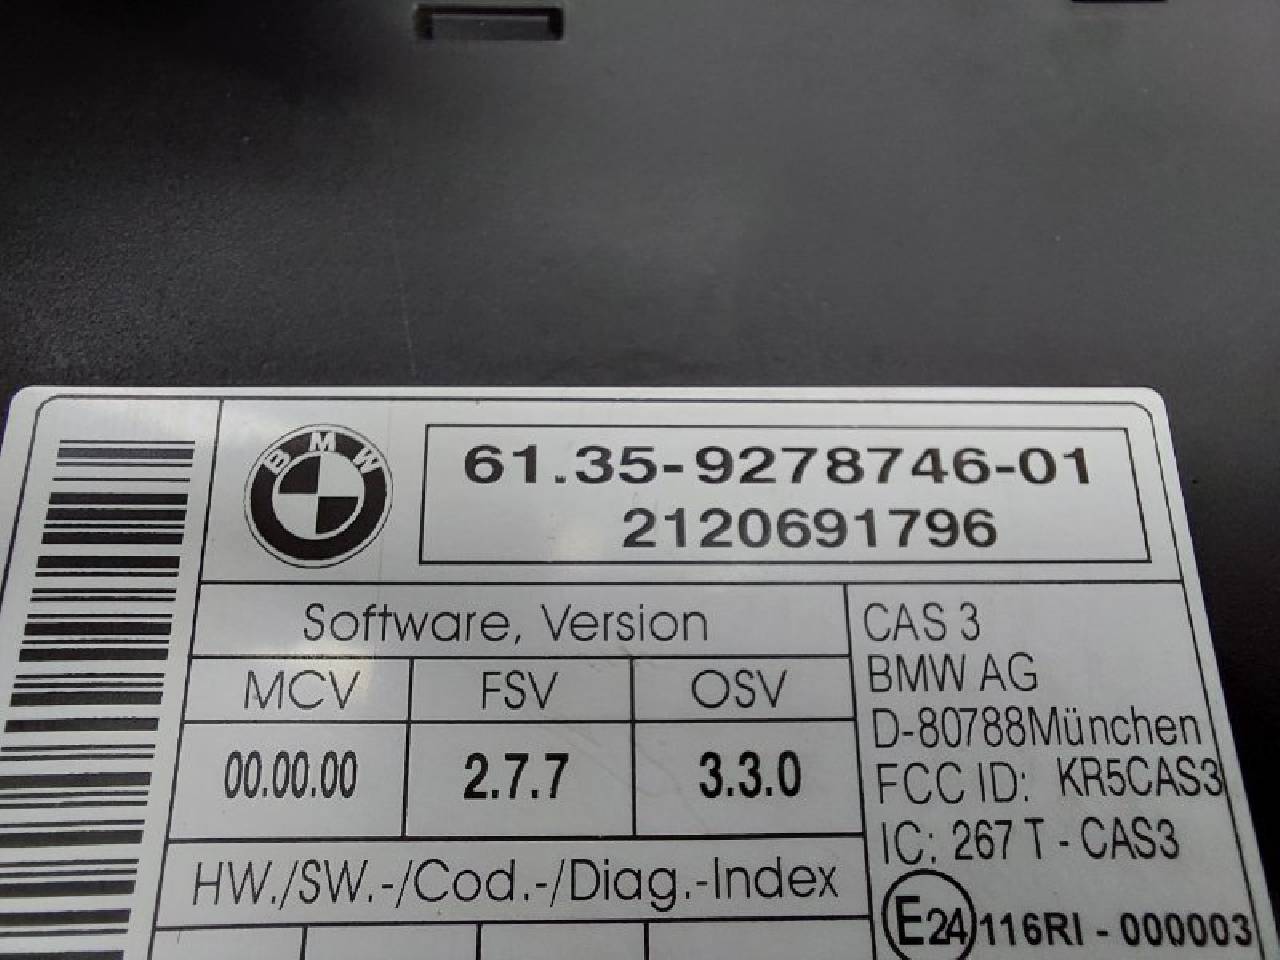 BMW
61.35-9278746-01
2120691796
Software, Version
MCV FSV OSV
00.00.00 2.7.7 3.3.0
HW./SW.-/Cod.-/Diag.-Index
CAS 3
BMW AG
D-80788München
FCC ID: KR5CAS3
IC: 267 T - CAS3
E24 116RI - 000003